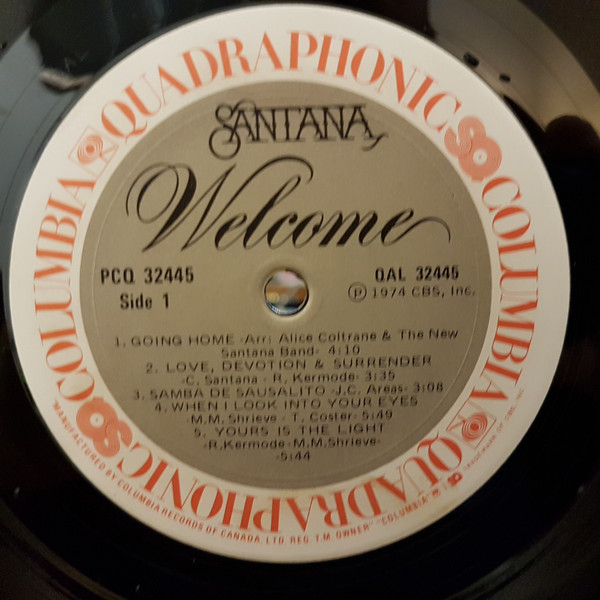 COLUMBIA QUADRAPHONIC SQ COLUMBIA QUADRAPHONIC SQ
SANTANA
Welcome
PCQ 32445
QAL 32445
Side 1
Ⓟ 1974 CBS, Inc.
1. GOING HOME -Arr: Alice Coltrane & The New
Santana Band- 4:10
2. LOVE, DEVOTION & SURRENDER
-C. Santana - R. Kermode- 3:35
3. SAMBA DE SAUSALITO -J.C. Areas- 3:08
4. WHEN I LOOK INTO YOUR EYES
-M.M. Shrieve - T. Coster- 5:49
5. YOURS IS THE LIGHT
-R.Kermode-M.M.Shrieve-
-5:44
MANUFACTURED BY COLUMBIA RECORDS OF CANADA, LTD. REG. T.M. OWNER" "COLUMBIA"